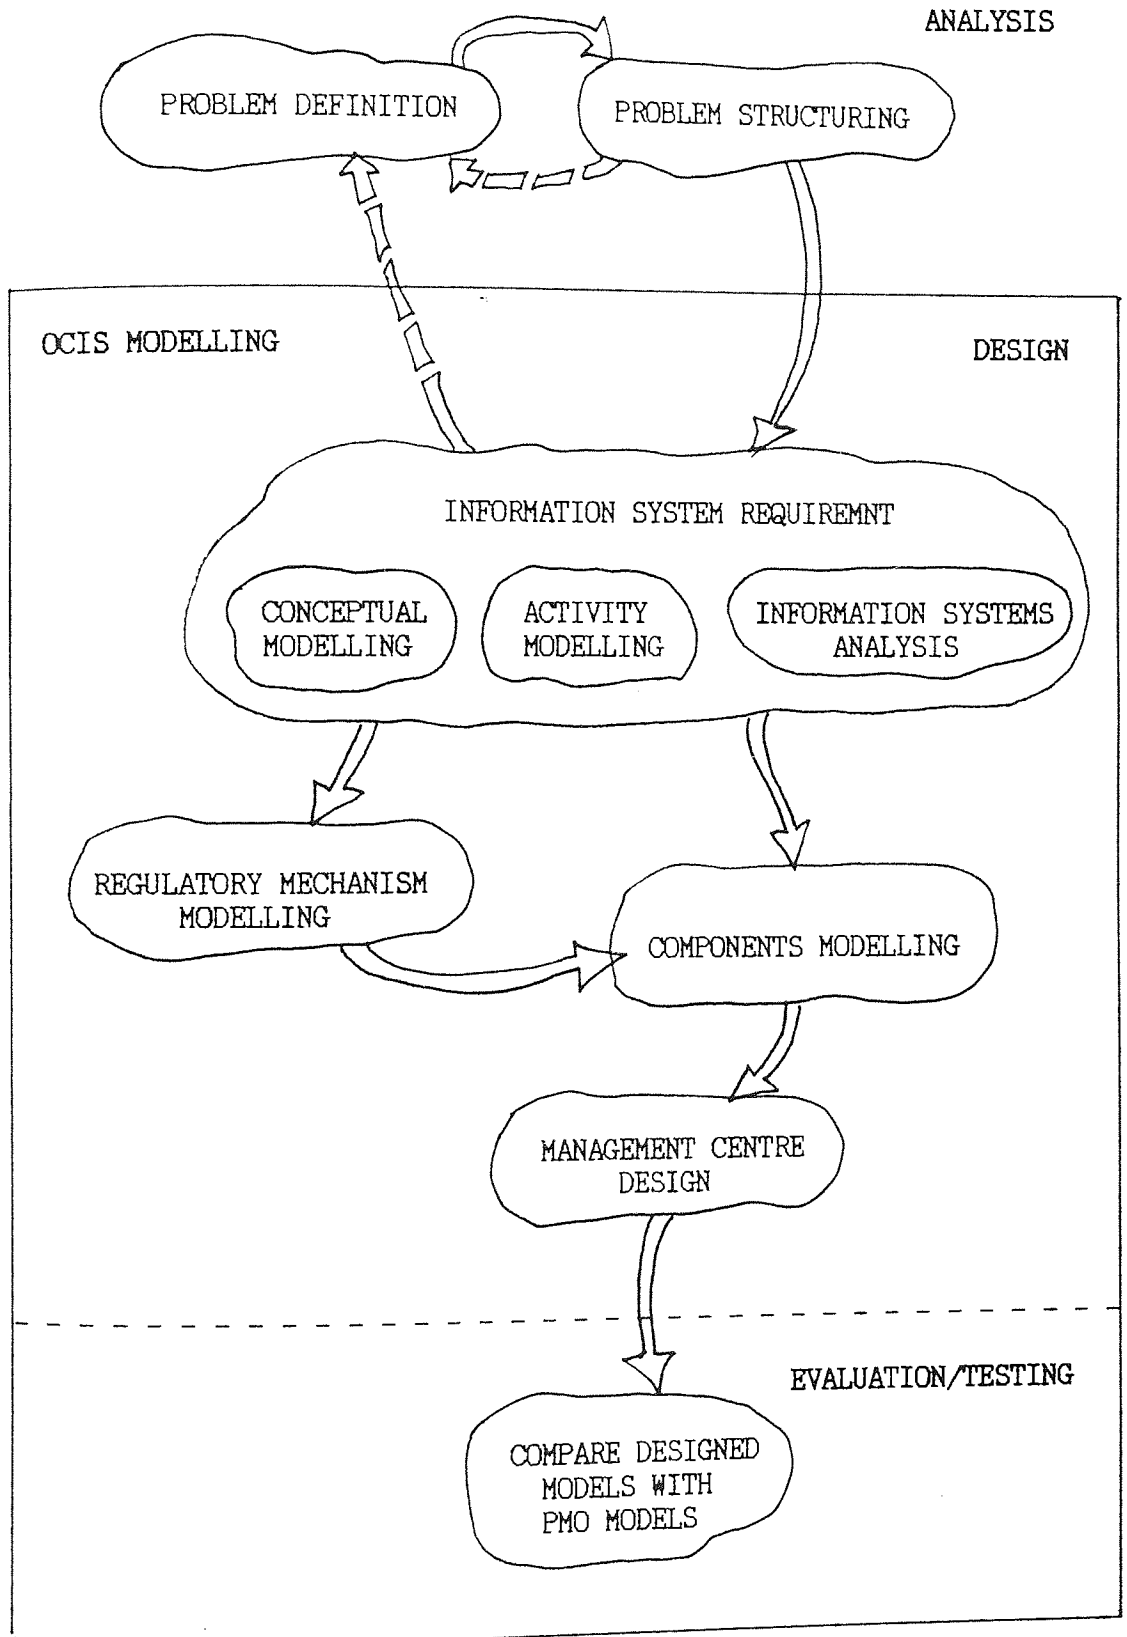 ANALYSIS
PROBLEM DEFINITION
PROBLEM STRUCTURING
OCIS MODELLING
DESIGN
INFORMATION SYSTEM REQUIREMNT
CONCEPTUAL
MODELLING
ACTIVITY
MODELLING
INFORMATION SYSTEMS
ANALYSIS
REGULATORY MECHANISM
MODELLING
COMPONENTS MODELLING
MANAGEMENT CENTRE
DESIGN
EVALUATION/TESTING
COMPARE DESIGNED
MODELS WITH
PMO MODELS